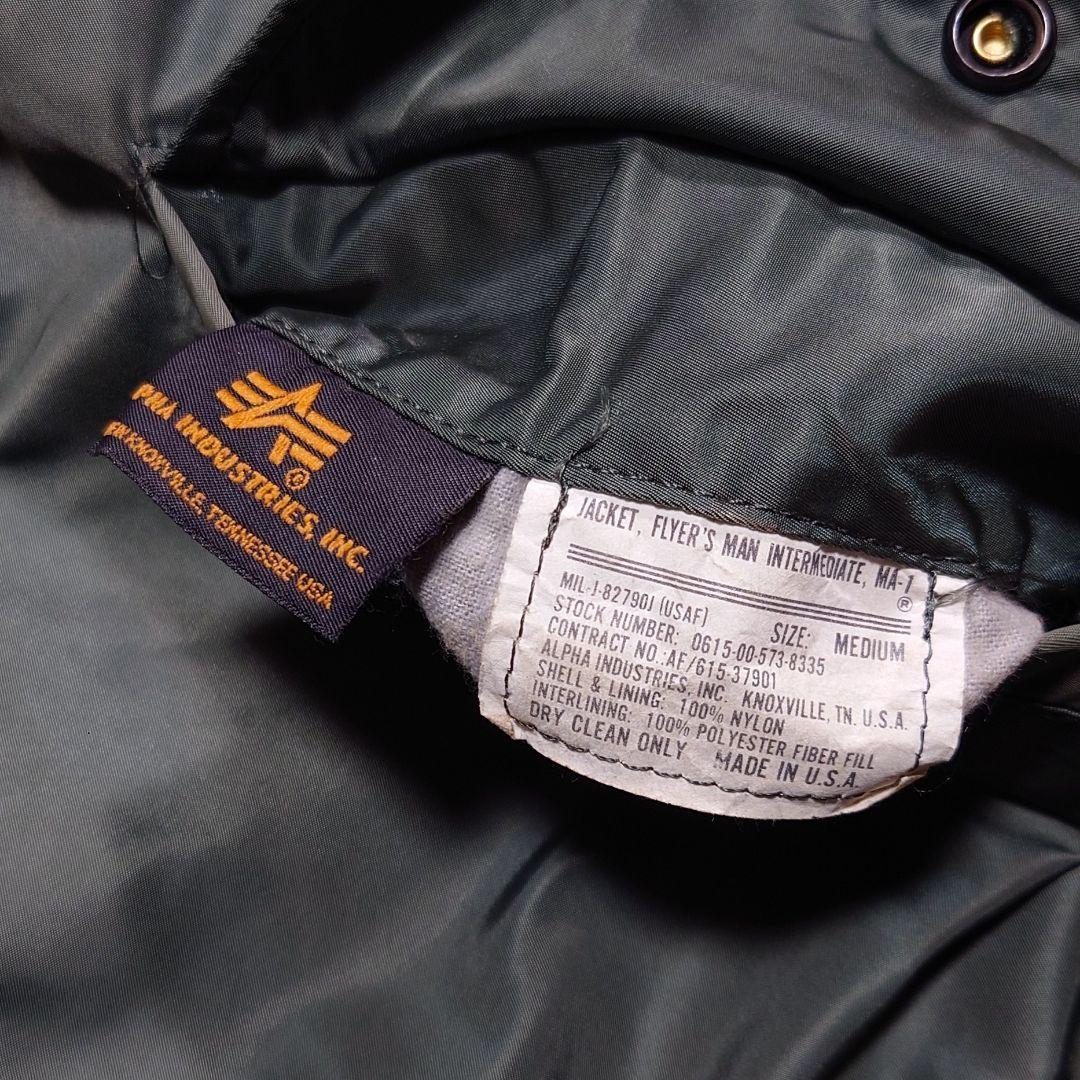 PHA INDUSTRIES, INC.
KNOXVILLE, TENNESSEE USA
®
JACKET, FLYER'S MAN INTERMEDIATE, MA-1
®
MIL-J-82790J (USAF) SIZE: MEDIUM
STOCK NUMBER: 0615-00-573-8335
CONTRACT NO.:AF/615-37901
ALPHA INDUSTRIES, INC. KNOXVILLE, TN. U.S.A.
SHELL & LINING: 100% NYLON
INTERLINING: 100% POLYESTER FIBER FILL
DRY CLEAN ONLY MADE IN U.S.A.